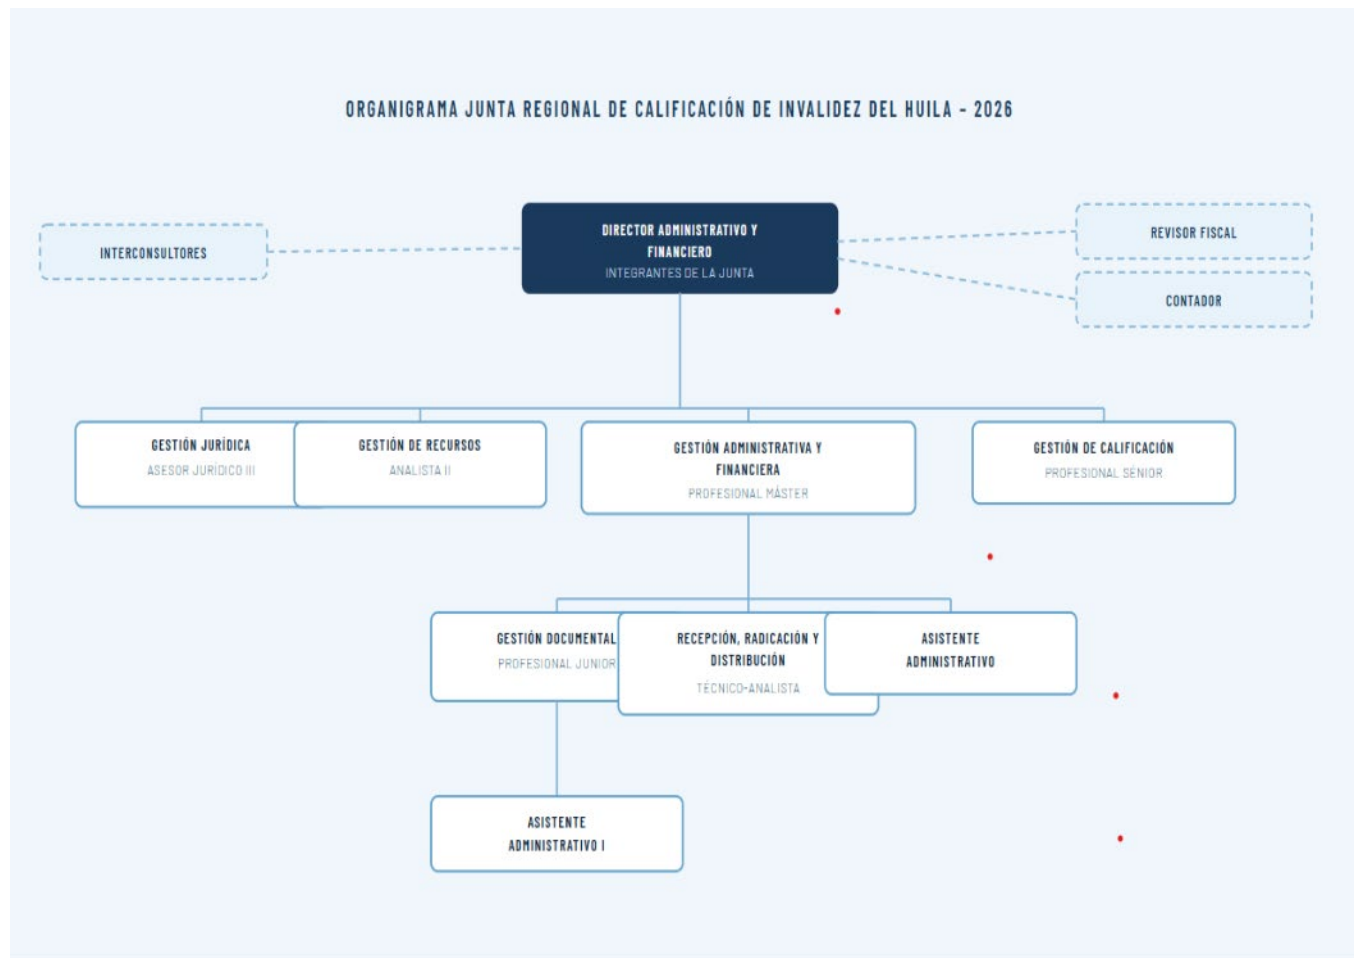 ORGANIGRAMA JUNTA REGIONAL DE CALIFICACIÓN DE INVALIDEZ DEL HUILA - 2026
INTERCONSULTORES
DIRECTOR ADMINISTRATIVO Y
FINANCIERO
INTEGRANTES DE LA JUNTA
REVISOR FISCAL
CONTADOR
GESTIÓN JURÍDICA
ASESOR JURÍDICO III
GESTIÓN DE RECURSOS
ANALISTA II
GESTIÓN ADMINISTRATIVA Y
FINANCIERA
PROFESIONAL MÁSTER
GESTIÓN DE CALIFICACIÓN
PROFESIONAL SÉNIOR
GESTIÓN DOCUMENTAL
PROFESIONAL JUNIOR
RECEPCIÓN, RADICACIÓN Y
DISTRIBUCIÓN
TÉCNICO-ANALISTA
ASISTENTE
ADMINISTRATIVO
ASISTENTE
ADMINISTRATIVO I